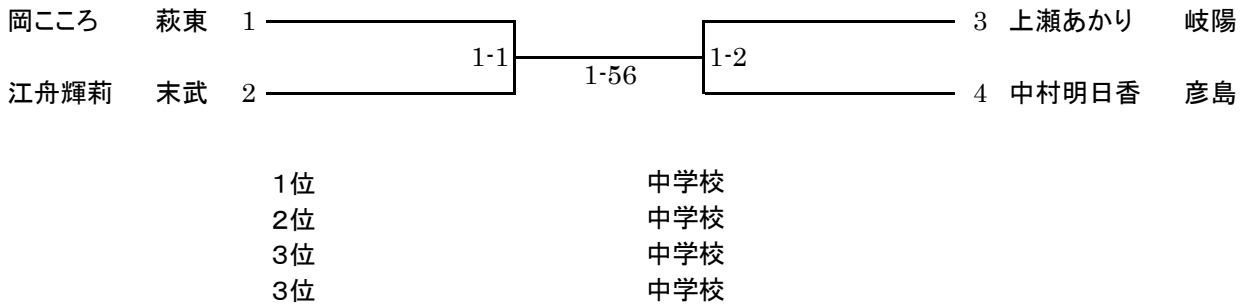 岡こころ 萩東 1 3 上瀬あかり 岐陽
1-1 1-56 1-2
江舟輝莉 末武 2 4 中村明日香 彦島
1位 中学校
2位 中学校
3位 中学校
3位 中学校